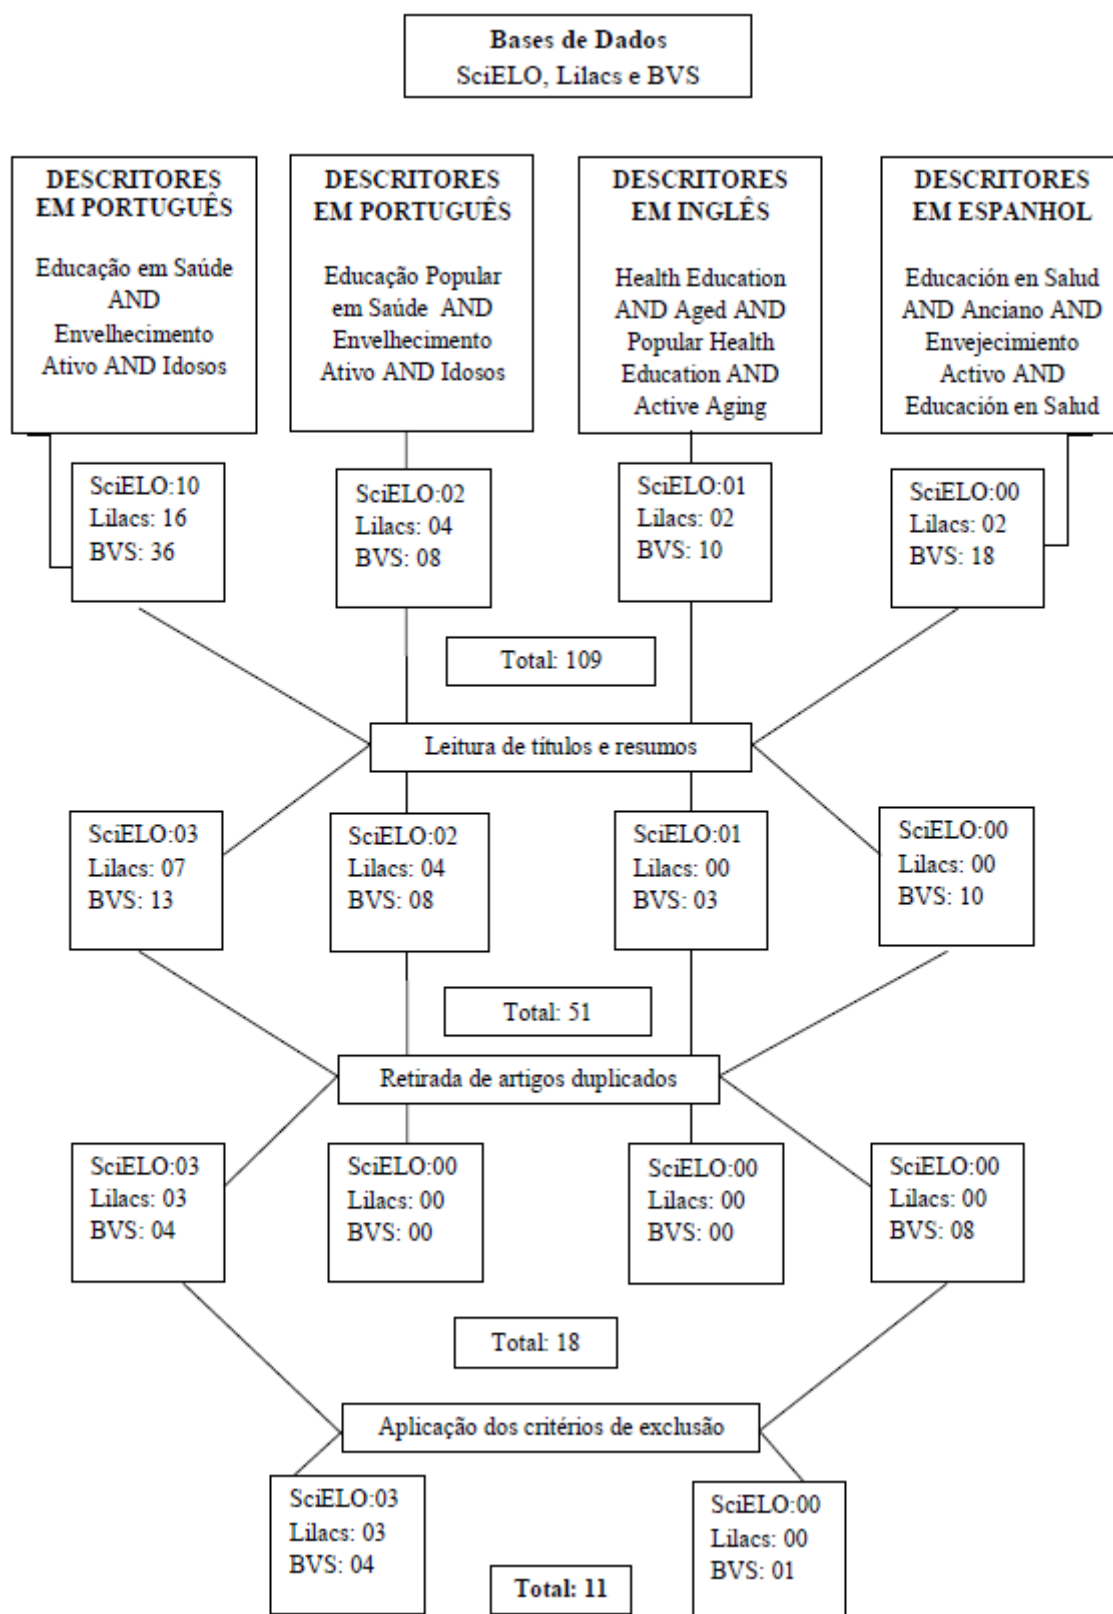 Bases de Dados
SciELO, Lilacs e BVS
DESCRITORES
EM PORTUGUÊS
Educação em Saúde
AND
Envelhecimento
Ativo AND Idosos
DESCRITORES
EM PORTUGUÊS
Educação Popular
em Saúde AND
Envelhecimento
Ativo AND Idosos
DESCRITORES
EM INGLÊS
Health Education
AND Aged AND
Popular Health
Education AND
Active Aging
DESCRITORES
EM ESPANHOL
Educación en Salud
AND Anciano AND
Envejecimiento
Activo AND
Educación en Salud
SciELO:10
Lilacs: 16
BVS: 36
SciELO:02
Lilacs: 04
BVS: 08
SciELO:01
Lilacs: 02
BVS: 10
SciELO:00
Lilacs: 02
BVS: 18
Total: 109
Leitura de títulos e resumos
SciELO:03
Lilacs: 07
BVS: 13
SciELO:02
Lilacs: 04
BVS: 08
SciELO:01
Lilacs: 00
BVS: 03
SciELO:00
Lilacs: 00
BVS: 10
Total: 51
Retirada de artigos duplicados
SciELO:03
Lilacs: 03
BVS: 04
SciELO:00
Lilacs: 00
BVS: 00
SciELO:00
Lilacs: 00
BVS: 00
SciELO:00
Lilacs: 00
BVS: 08
Total: 18
Aplicação dos critérios de exclusão
SciELO:03
Lilacs: 03
BVS: 04
SciELO:00
Lilacs: 00
BVS: 01
Total: 11